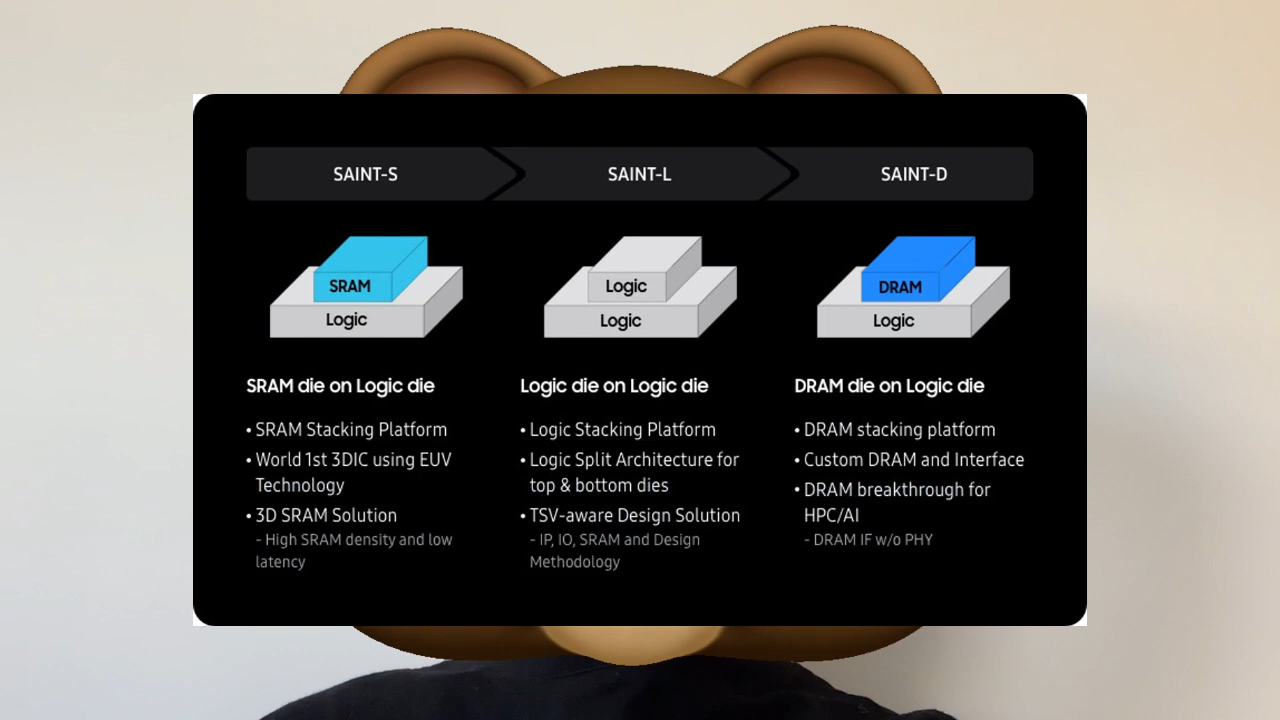 SAINT-S
SAINT-L
SAINT-D
SRAM
Logic
Logic
Logic
DRAM
Logic
SRAM die on Logic die
• SRAM Stacking Platform
• World 1st 3DIC using EUV
Technology
• 3D SRAM Solution
- High SRAM density and low
latency
Logic die on Logic die
• Logic Stacking Platform
• Logic Split Architecture for
top & bottom dies
• TSV-aware Design Solution
- IP, IO, SRAM and Design
Methodology
DRAM die on Logic die
• DRAM stacking platform
• Custom DRAM and Interface
• DRAM breakthrough for
HPC/AI
- DRAM IF w/o PHY